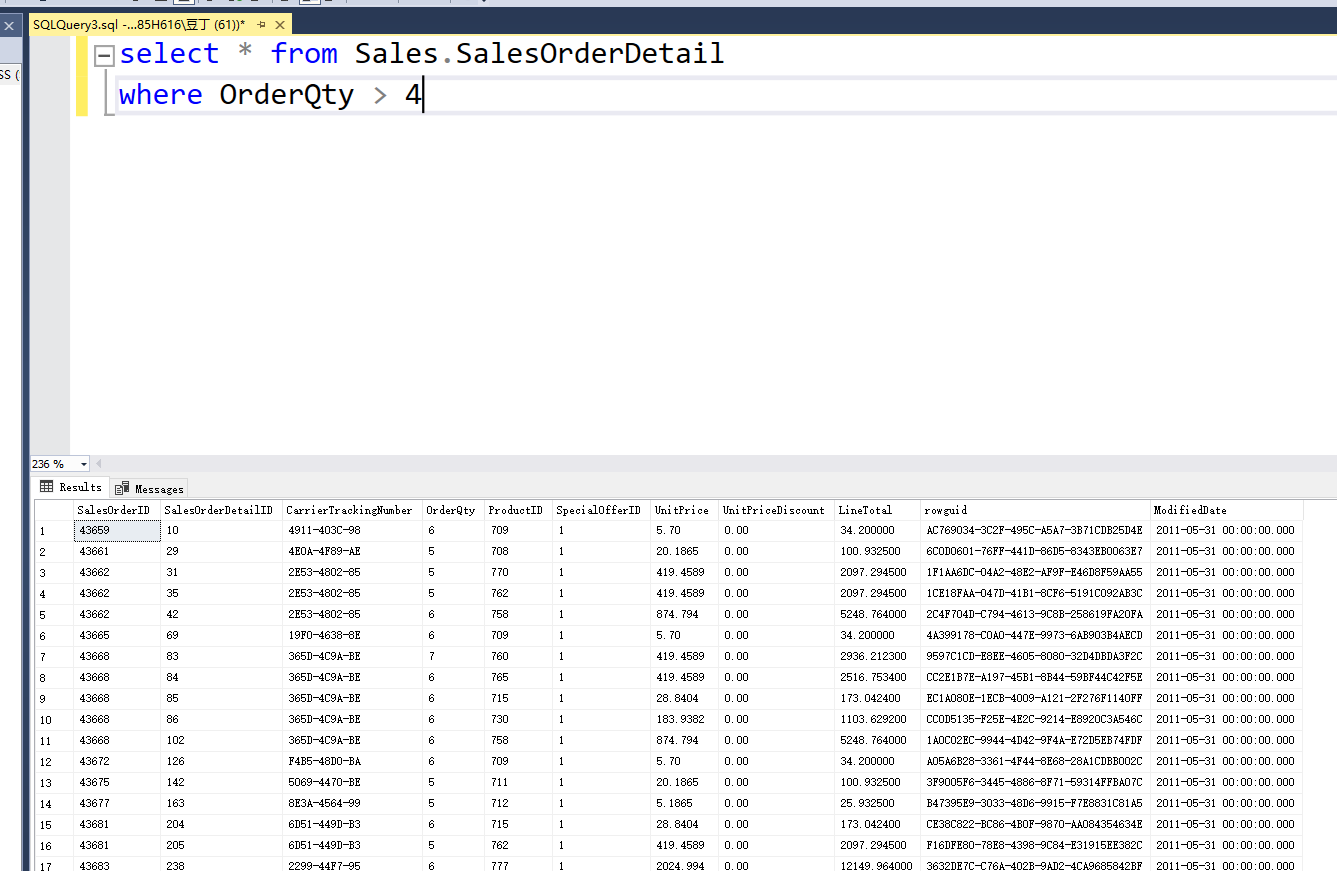 SQLQuery3.sql -...85H616\豆丁 (61))*
SS (
select * from Sales.SalesOrderDetail
where OrderQty > 4
236 %
Results Messages
SalesOrderID SalesOrderDetailID CarrierTrackingNumber OrderQty ProductID SpecialOfferID UnitPrice UnitPriceDiscount LineTotal rowguid ModifiedDate
1 43659 10 4911-403C-98 6 709 1 5.70 0.00 34.200000 AC769034-3C2F-495C-A5A7-3B71CDB25D4E 2011-05-31 00:00:00.000
2 43661 29 4E0A-4F89-AE 5 708 1 20.1865 0.00 100.932500 6C0D0601-76FF-441D-86D5-8343EB0063E7 2011-05-31 00:00:00.000
3 43662 31 2E53-4802-85 5 770 1 419.4589 0.00 2097.294500 1F1AA6DC-04A2-48E2-AF9F-E46D8F59AA55 2011-05-31 00:00:00.000
4 43662 35 2E53-4802-85 5 762 1 419.4589 0.00 2097.294500 1CE18FAA-047D-41B1-8CF6-5191C092AB3C 2011-05-31 00:00:00.000
5 43662 42 2E53-4802-85 6 758 1 874.794 0.00 5248.764000 2C4F704D-C794-4613-9C8B-258619FA20FA 2011-05-31 00:00:00.000
6 43665 69 19F0-4638-8E 6 709 1 5.70 0.00 34.200000 4A399178-C0A0-447E-9973-6AB903B4AECD 2011-05-31 00:00:00.000
7 43668 83 365D-4C9A-BE 7 760 1 419.4589 0.00 2936.212300 9597C1CD-E8EE-4605-8080-32D4DBDA3F2C 2011-05-31 00:00:00.000
8 43668 84 365D-4C9A-BE 6 765 1 419.4589 0.00 2516.753400 CC2E1B7E-A197-45B1-8B44-59BF44C42F5E 2011-05-31 00:00:00.000
9 43668 85 365D-4C9A-BE 6 715 1 28.8404 0.00 173.042400 EC1A080E-1ECB-4009-A121-2F276F1140FF 2011-05-31 00:00:00.000
10 43668 86 365D-4C9A-BE 6 730 1 183.9382 0.00 1103.629200 CC0D5135-F25E-4E2C-9214-E8920C3A546C 2011-05-31 00:00:00.000
11 43668 102 365D-4C9A-BE 6 758 1 874.794 0.00 5248.764000 1A0C02EC-9944-4D42-9F4A-E72D5EB74FDF 2011-05-31 00:00:00.000
12 43672 126 F4B5-48D0-BA 6 709 1 5.70 0.00 34.200000 A05A6B28-3361-4F44-8E68-28A1CDBB002C 2011-05-31 00:00:00.000
13 43675 142 5069-4470-BE 5 711 1 20.1865 0.00 100.932500 3F9005F6-3445-4886-8F71-59314FFBA07C 2011-05-31 00:00:00.000
14 43677 163 8E3A-4564-99 5 712 1 5.1865 0.00 25.932500 B47395E9-3033-48D6-9915-F7E8831C81A5 2011-05-31 00:00:00.000
15 43681 204 6D51-449D-B3 6 715 1 28.8404 0.00 173.042400 CE38C822-BC86-4B0F-9870-AA084354634E 2011-05-31 00:00:00.000
16 43681 205 6D51-449D-B3 5 762 1 419.4589 0.00 2097.294500 F16DFE80-78E8-4398-9C84-E31915EE382C 2011-05-31 00:00:00.000
17 43683 238 2299-44F7-95 6 777 1 2024.994 0.00 12149.964000 3632DE7C-C76A-402B-9AD2-4CA9685842BF 2011-05-31 00:00:00.000